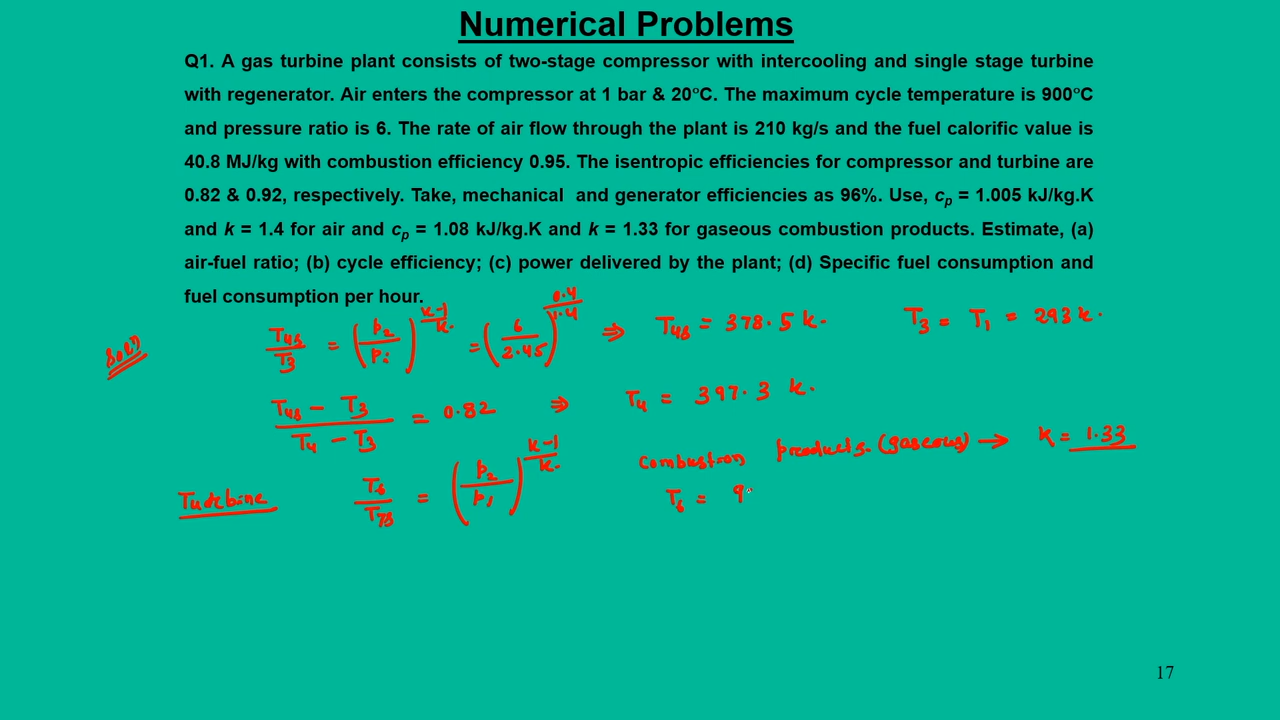 Numerical Problems
Q1. A gas turbine plant consists of two-stage compressor with intercooling and single stage turbine
with regenerator. Air enters the compressor at 1 bar & 20°C. The maximum cycle temperature is 900°C
and pressure ratio is 6. The rate of air flow through the plant is 210 kg/s and the fuel calorific value is
40.8 MJ/kg with combustion efficiency 0.95. The isentropic efficiencies for compressor and turbine are
0.82 & 0.92, respectively. Take, mechanical and generator efficiencies as 96%. Use, cp = 1.005 kJ/kg.K
and k = 1.4 for air and cp = 1.08 kJ/kg.K and k = 1.33 for gaseous combustion products. Estimate, (a)
air-fuel ratio; (b) cycle efficiency; (c) power delivered by the plant; (d) Specific fuel consumption and
fuel consumption per hour.
T4s/T3 = (p2/pi)^(k-1/k) = (6/2.45)^(0.4/1.4) ⇒ T4s = 378.5 k. T3 = T1 = 293 k.
T4s - T3 / T4 - T3 = 0.82 ⇒ T4 = 397.3 k.
Combustion products. (gaseous) → k = 1.33
Turbine T6/T7s = (p2/p1)^(k-1/k) T6 = 9
17